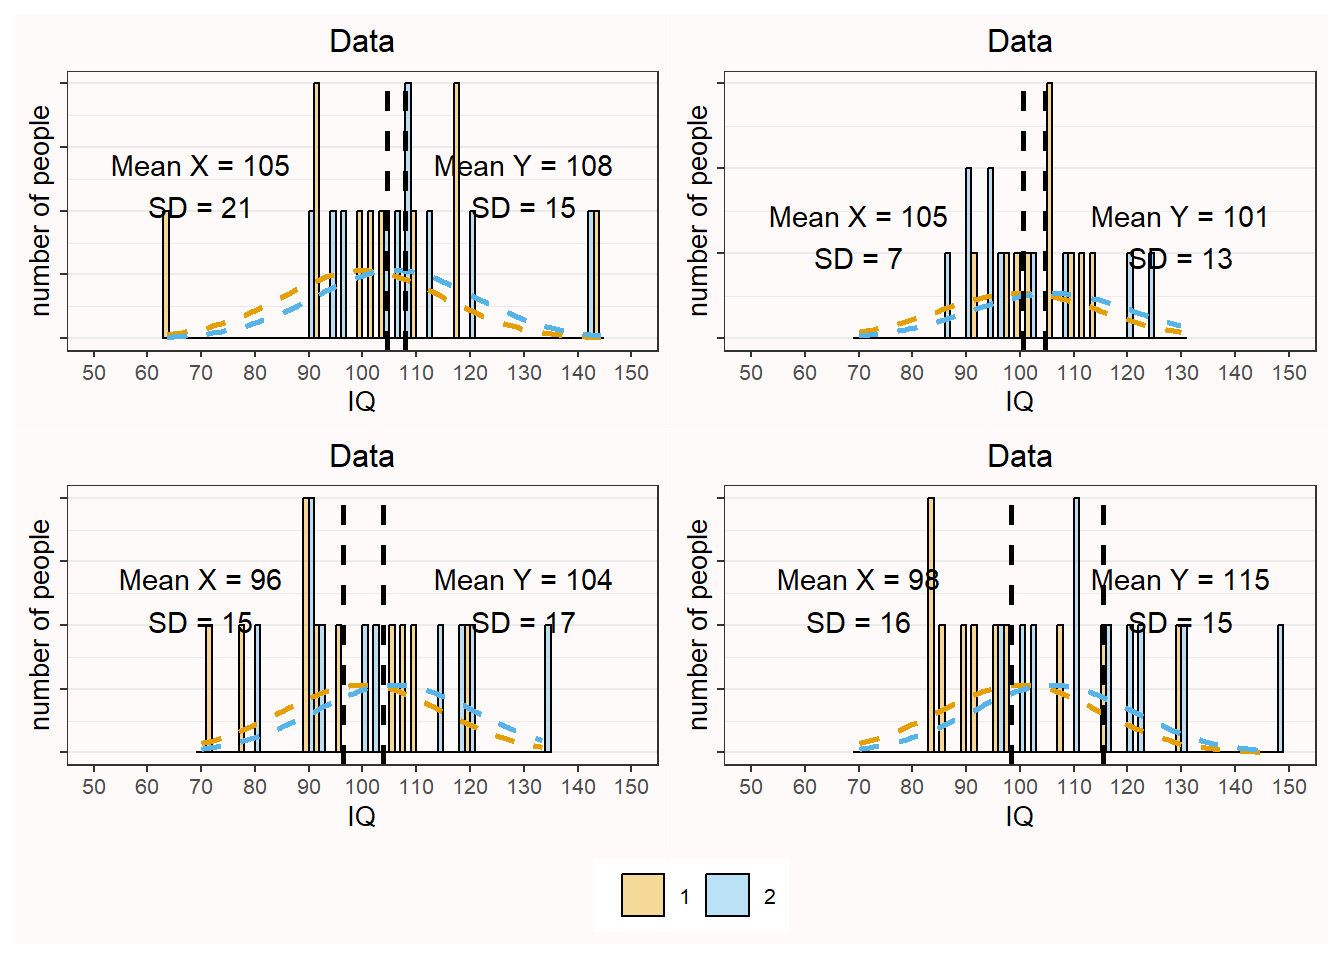 Data
number of people
Mean X = 105
SD = 21
Mean Y = 108
SD = 15
50 60 70 80 90 100 110 120 130 140 150
IQ
Data
number of people
Mean X = 105
SD = 7
Mean Y = 101
SD = 13
50 60 70 80 90 100 110 120 130 140 150
IQ
Data
number of people
Mean X = 96
SD = 15
Mean Y = 104
SD = 17
50 60 70 80 90 100 110 120 130 140 150
IQ
Data
number of people
Mean X = 98
SD = 16
Mean Y = 115
SD = 15
50 60 70 80 90 100 110 120 130 140 150
IQ
1 2